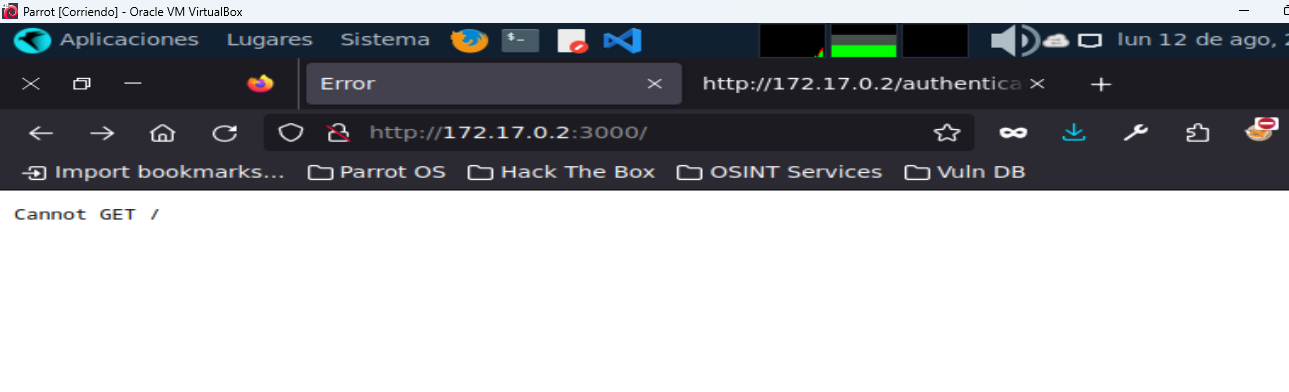 Parrot [Corriendo] - Oracle VM VirtualBox
Aplicaciones Lugares Sistema lun 12 de ago,
Error http://172.17.0.2/authentica
http://172.17.0.2:3000/
Import bookmarks... Parrot OS Hack The Box OSINT Services Vuln DB
Cannot GET /